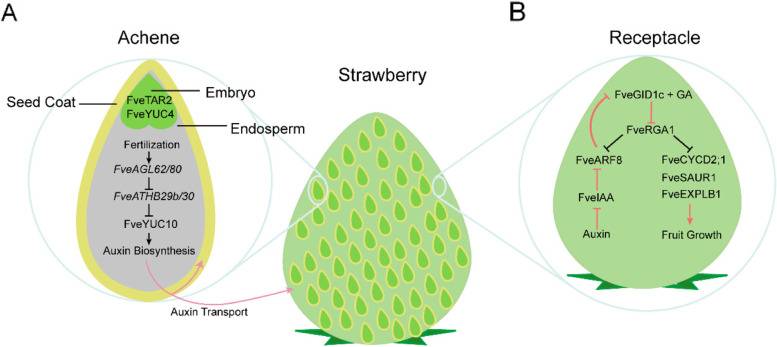 A
Achene
Seed Coat
FveTAR2
FveYUC4
Embryo
Endosperm
Fertilization
FveAGL62/80
FveATHB29b/30
FveYUC10
Auxin Biosynthesis
Auxin Transport
Strawberry
B
Receptacle
FveGID1c + GA
FveRGA1
FveARF8
FveCYCD2;1
FveSAUR1
FveIAA
FveEXPLB1
Auxin
Fruit Growth